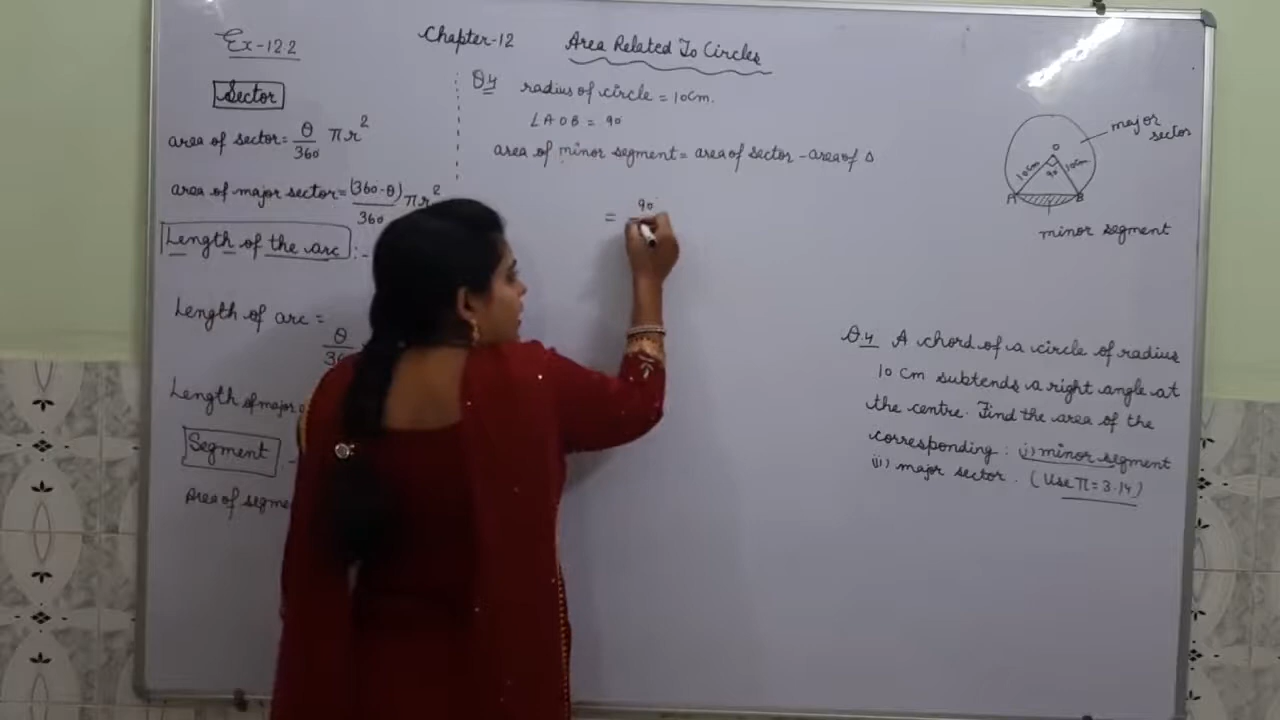 Ex-12.2
Chapter-12 Area Related To Circles
Sector
area of sector = θ/360 πr²
area of major sector = (360-θ)/360 πr²
Length of the arc :-
Length of arc = θ/36
Length of major
Segment
Area of segme
Q4 radius of circle = 10cm.
∠AOB = 90
area of minor segment = area of sector - area of Δ
= 90°
major sector
O
10cm 90 10cm
A B
minor segment
Q.4 A chord of a circle of radius
10 cm subtends a right angle at
the centre. Find the area of the
corresponding : (i) minor segment
(ii) major sector. (Use π = 3.14)